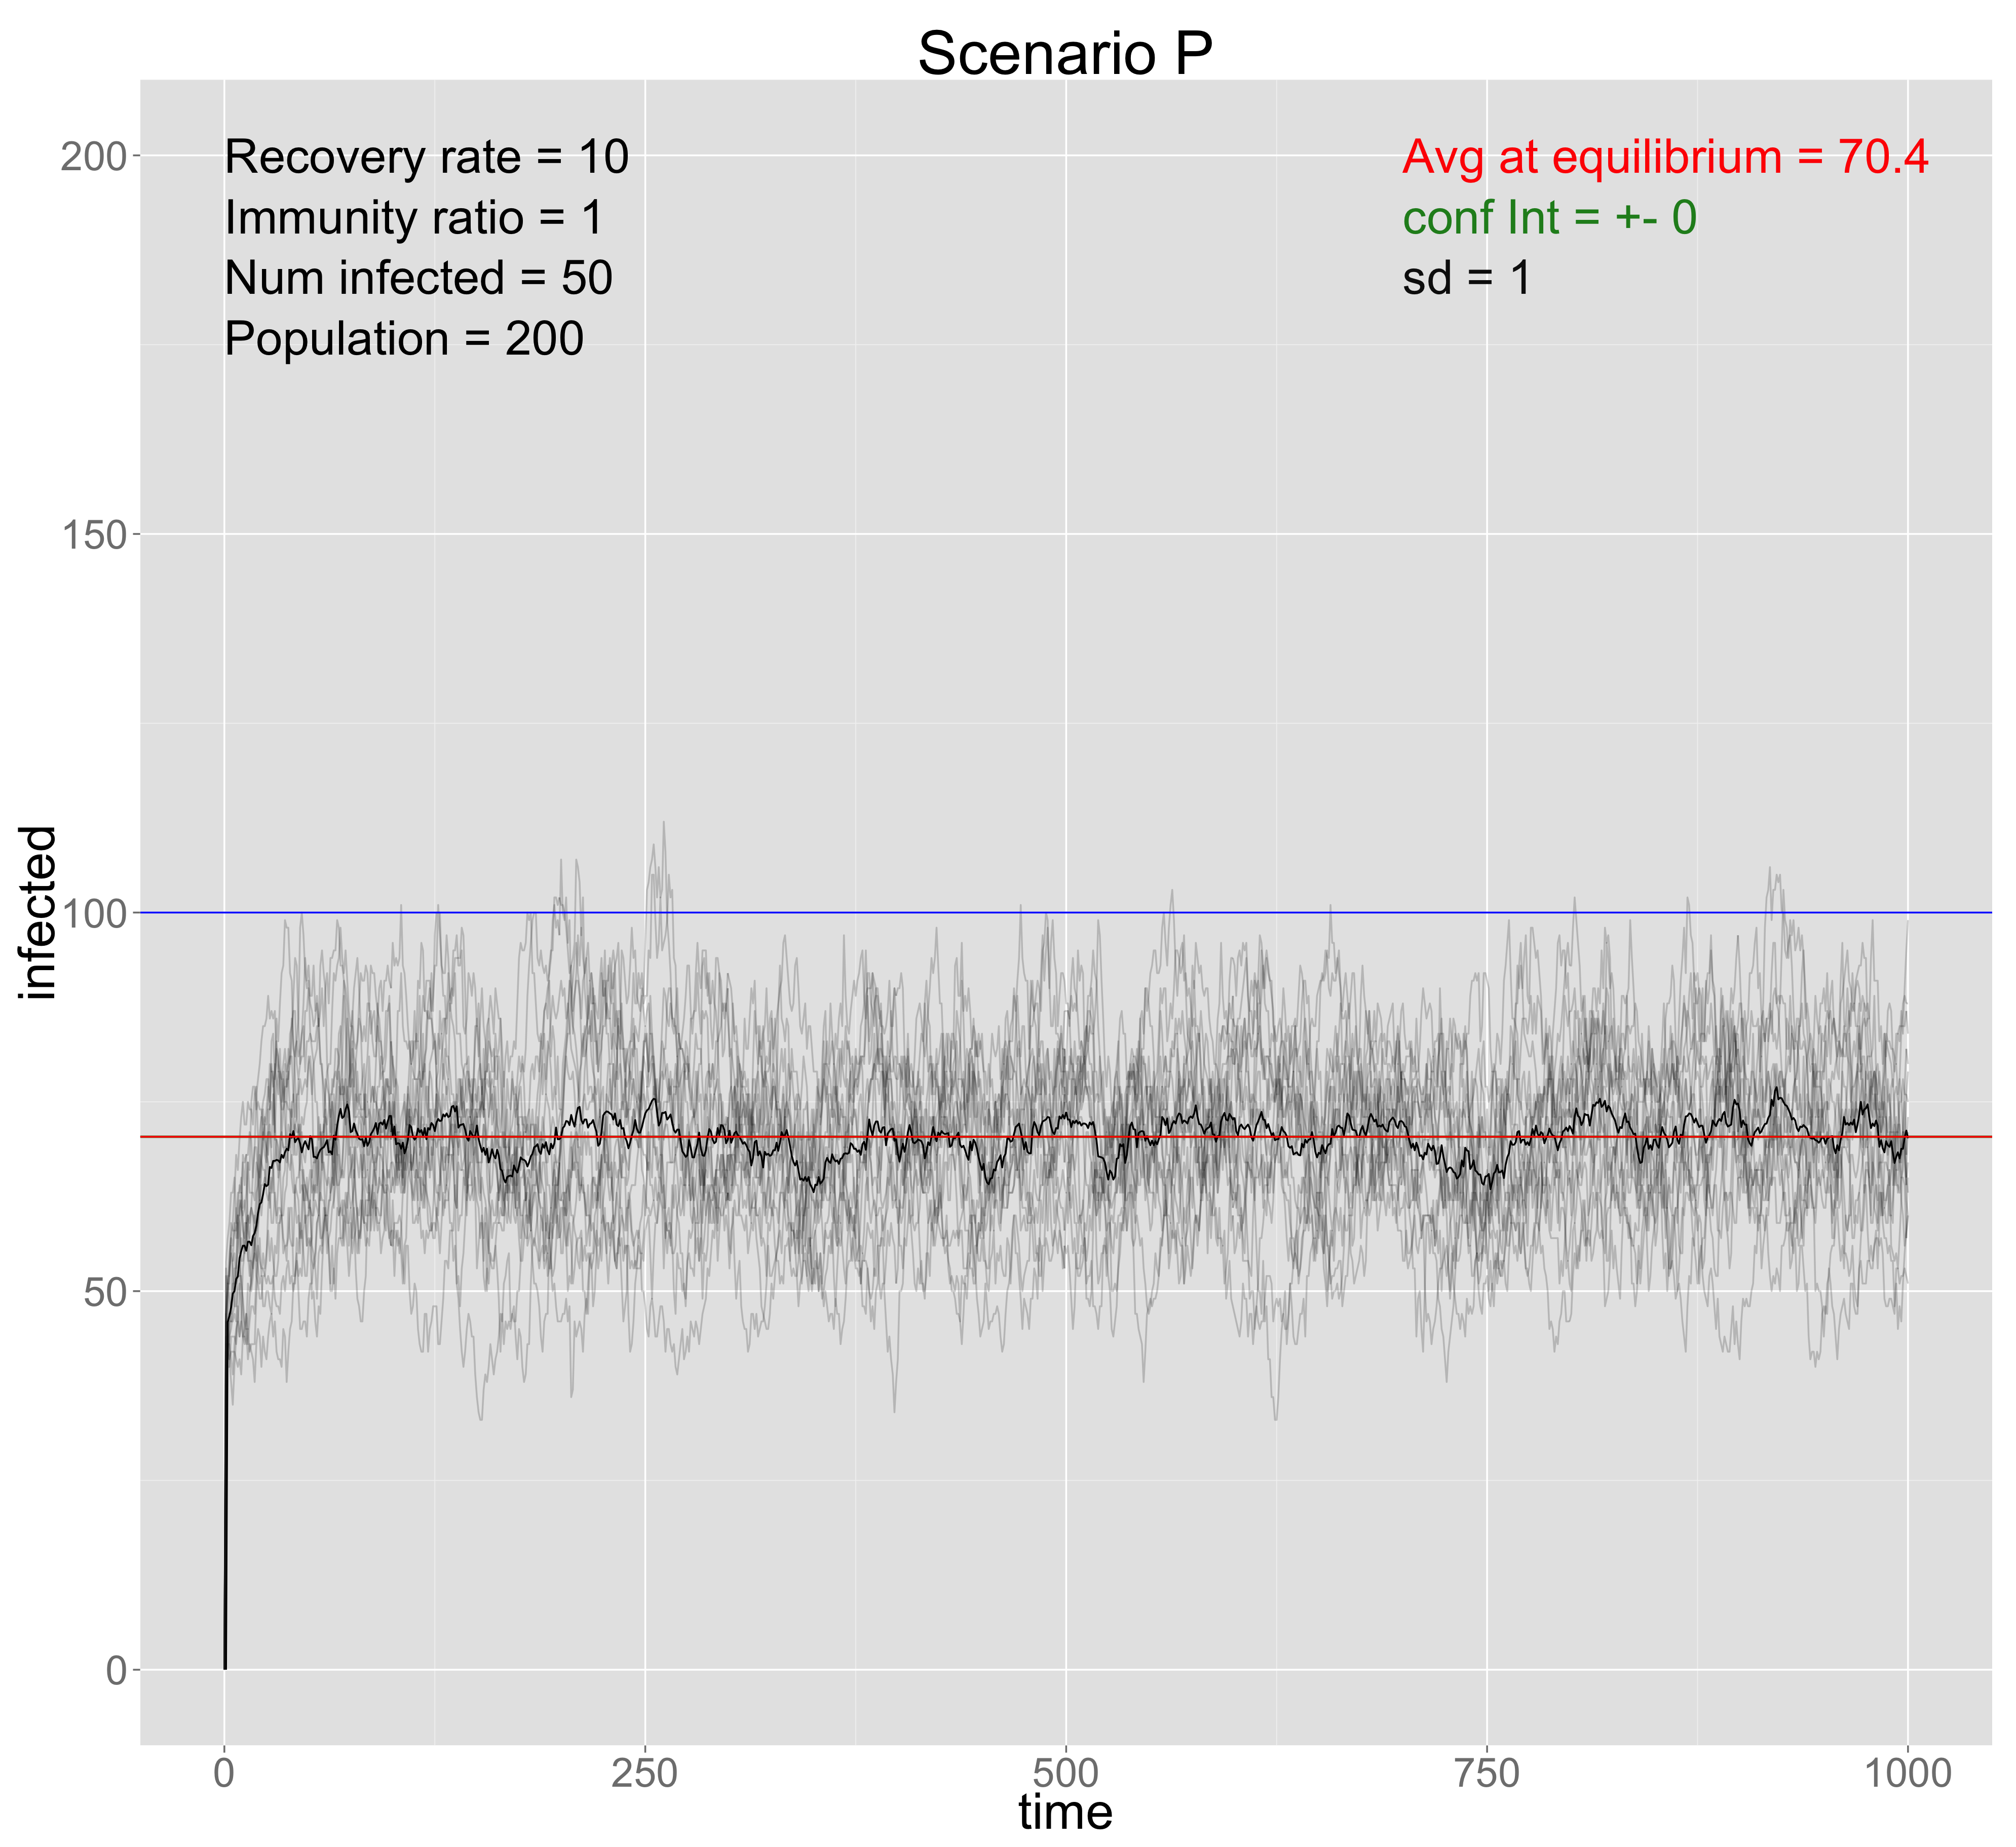 Scenario P
Recovery rate = 10
Immunity ratio = 1
Num infected = 50
Population = 200
Avg at equilibrium = 70.4
conf Int = +- 0
sd = 1
infected
200
150
100
50
0
0 250 500 750 1000
time